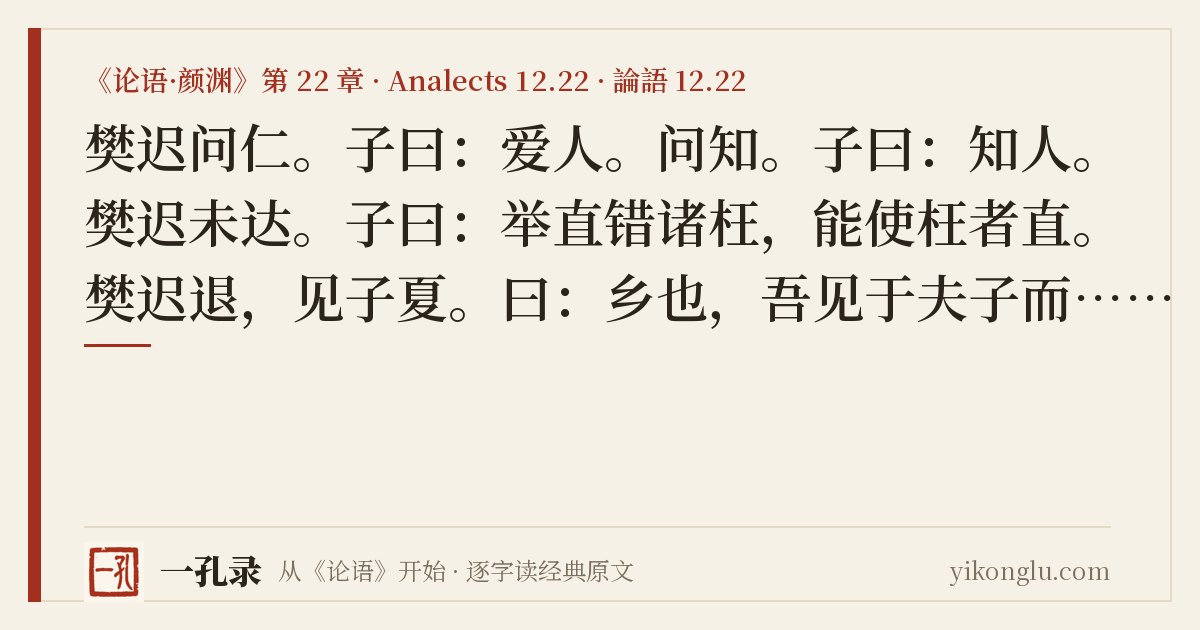 《论语·颜渊》第 22 章 · Analects 12.22 · 論語 12.22
樊迟问仁。子曰：爱人。问知。子曰：知人。
樊迟未达。子曰：举直错诸枉，能使枉者直。
樊迟退，见子夏。曰：乡也，吾见于夫子而……
一孔
一孔录 从《论语》开始 · 逐字读经典原文 yikonglu.com